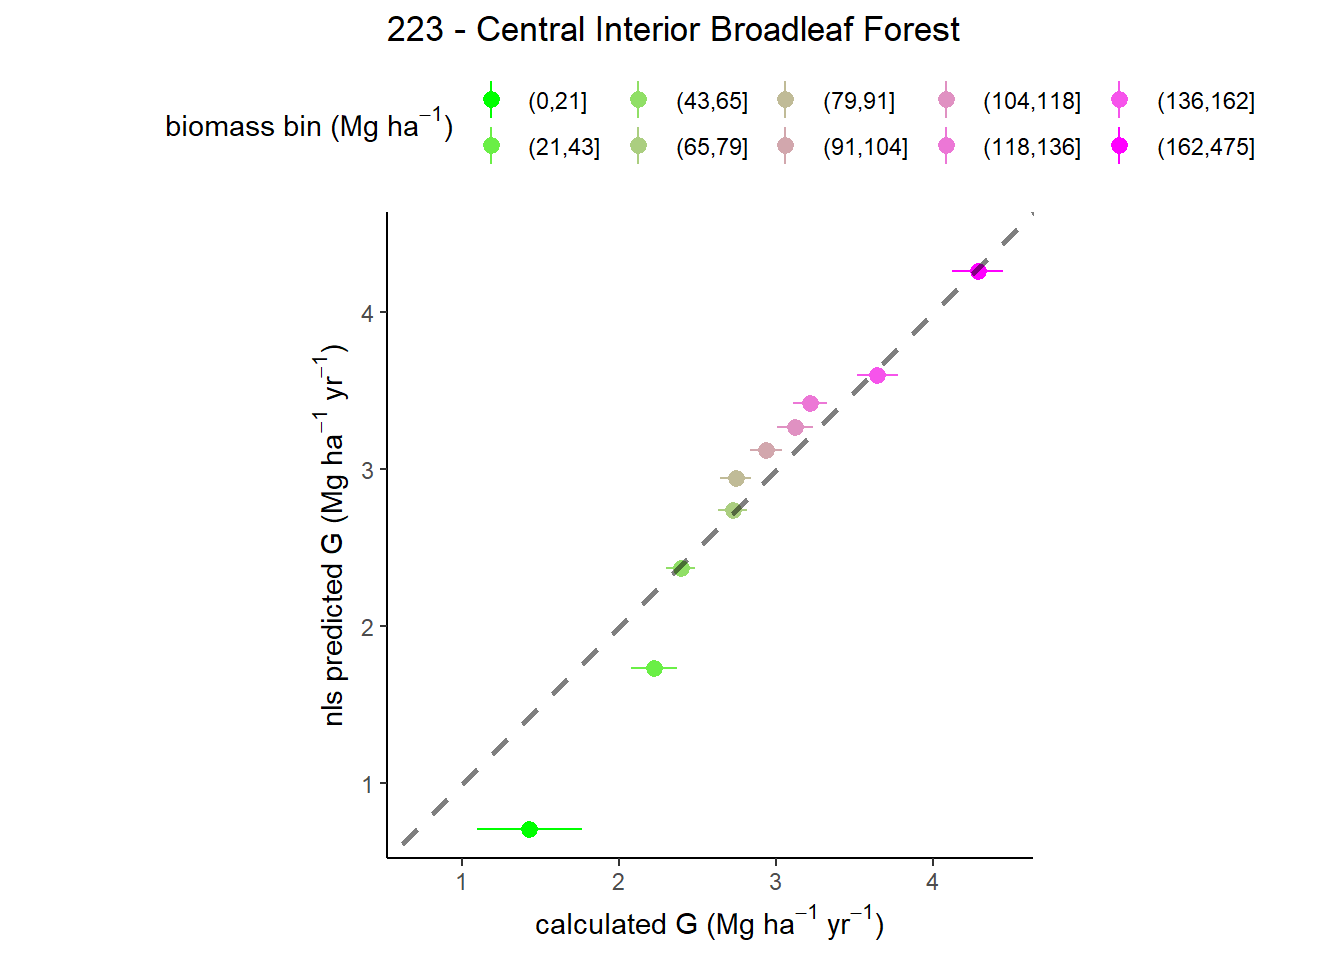 223 - Central Interior Broadleaf Forest
biomass bin (Mg ha⁻¹)
(0,21] (43,65] (79,91] (104,118] (136,162]
(21,43] (65,79] (91,104] (118,136] (162,475]
nls predicted G (Mg ha⁻¹ yr⁻¹)
4
3
2
1
1 2 3 4
calculated G (Mg ha⁻¹ yr⁻¹)